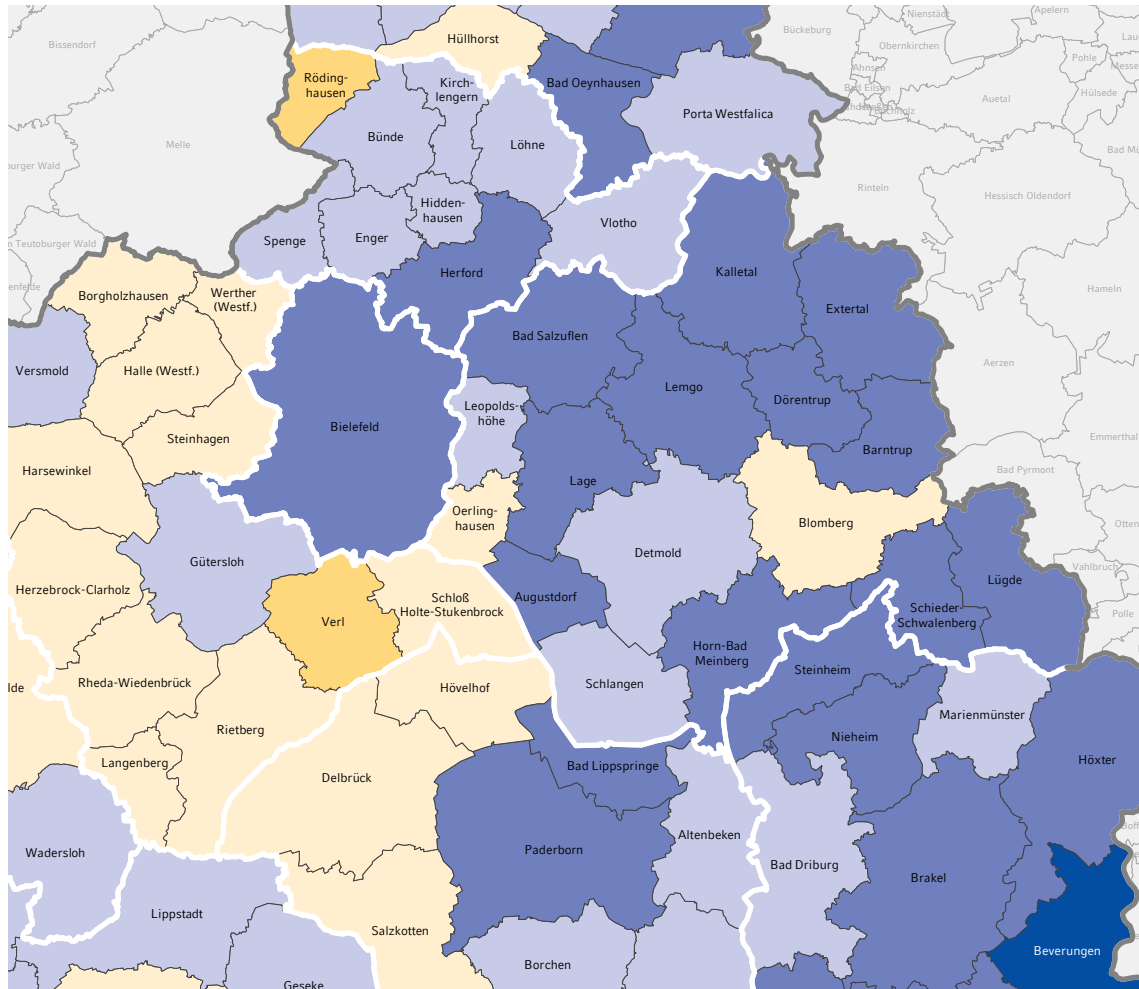 Apelern
Nienstädt
Bückeburg
Obernkirchen
Bissendorf
Hüllhorst
Pohle
Ahnsen
Röding-
hausen
Kirch-
lengern
Bad Oeynhausen
Bad Eilsen
Hülsede
Auetal
Buchholz
Porta Westfalica
Bünde
Löhne
Melle
Rinteln
Hessisch Oldendorf
Hidden-
hausen
Vlotho
Spenge
Enger
n Teutoburger Wald
Herford
Kalletal
Hameln
Borgholzhausen
Werther
(Westf.)
Extertal
Bad Salzuflen
Aerzen
Versmold
Halle (Westf.)
Lemgo
Dörentrup
Leopolds-
höhe
Bielefeld
Steinhagen
Emmerthal
Barntrup
Harsewinkel
Bad Pyrmont
Lage
Oerling-
hausen
Blomberg
Detmold
Gütersloh
Vahlbruch
Lügde
Herzebrock-Clarholz
Augustdorf
Schloß
Holte-Stukenbrock
Schieder-
Schwalenberg
Polle
Verl
Horn-Bad
Meinberg
Steinheim
Rheda-Wiedenbrück
Hövelhof
Schlangen
Marienmünster
Rietberg
Nieheim
Langenberg
Bad Lippspringe
Höxter
Delbrück
Altenbeken
Wadersloh
Paderborn
Bad Driburg
Brakel
Lippstadt
Salzkotten
Beverungen
Borchen
Geseke